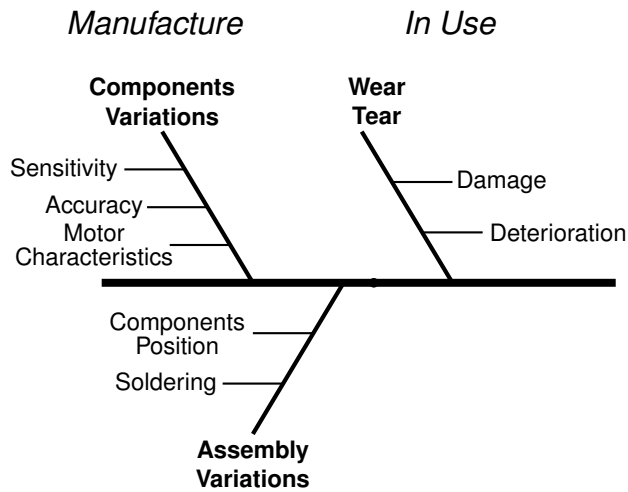 Manufacture
In Use
Components
Variations
Wear
Tear
Sensitivity
Accuracy
Motor
Characteristics
Damage
Deterioration
Components
Position
Soldering
Assembly
Variations